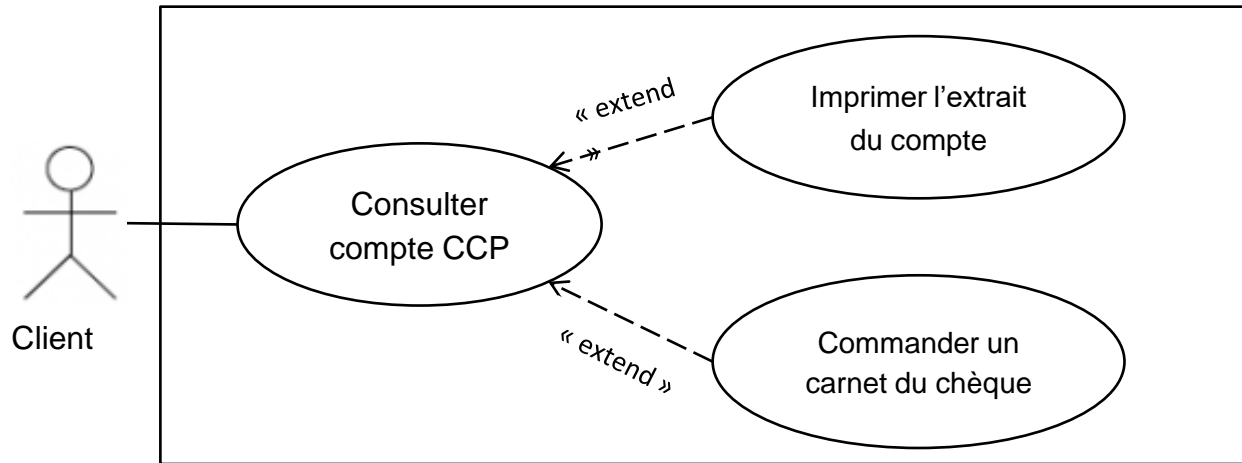 « extend
»
Imprimer l’extrait
du compte
Consulter
compte CCP
Client
« extend »
Commander un
carnet du chèque